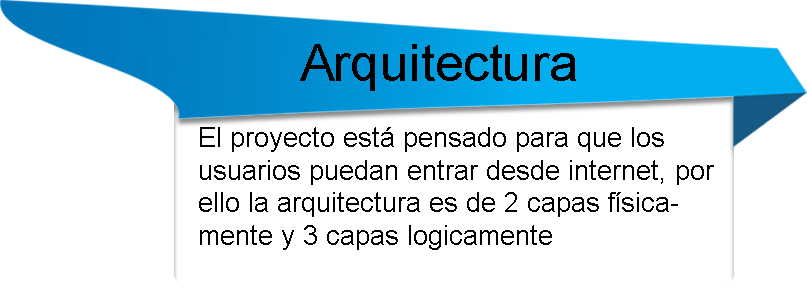 Arquitectura
El proyecto está pensado para que los
usuarios puedan entrar desde internet, por
ello la arquitectura es de 2 capas física-
mente y 3 capas logicamente